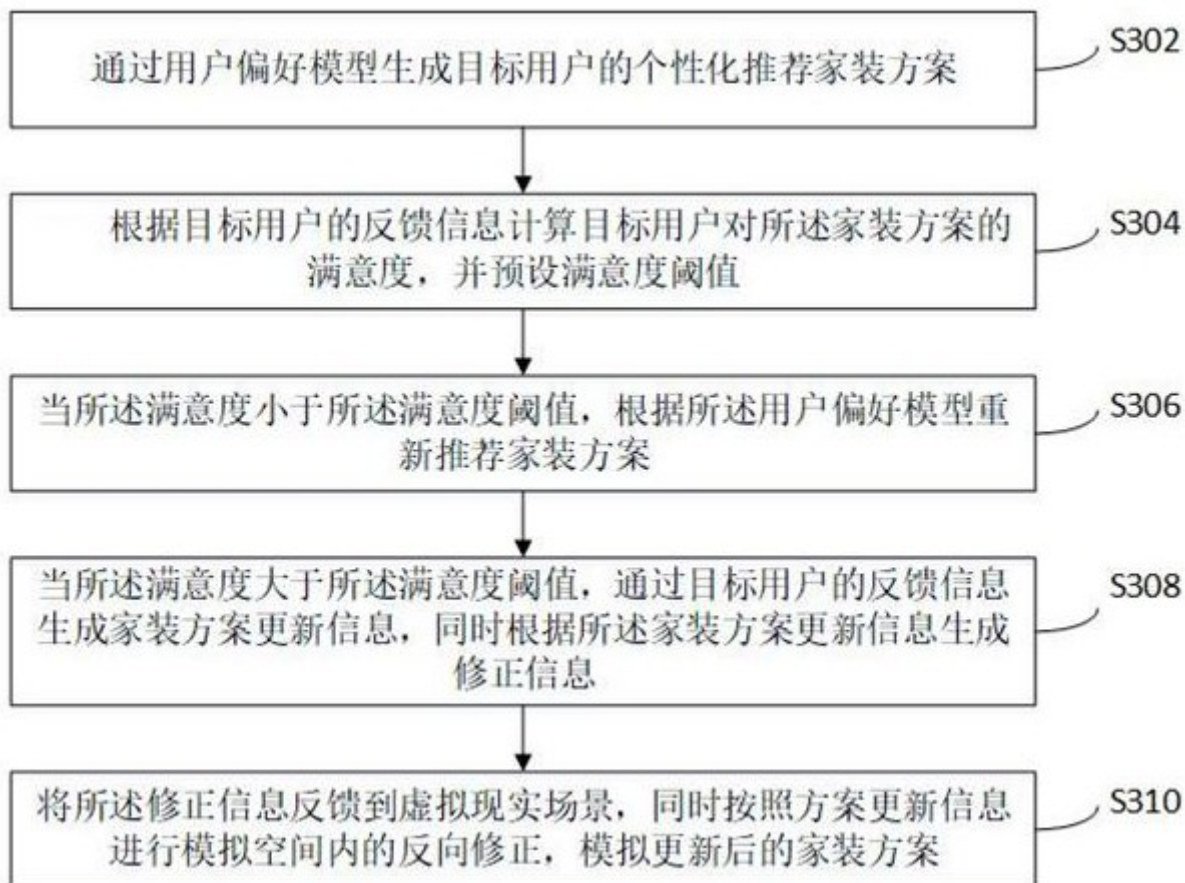 通过用户偏好模型生成目标用户的个性化推荐家装方案
S302
根据目标用户的反馈信息计算目标用户对所述家装方案的
满意度，并预设满意度阈值
S304
当所述满意度小于所述满意度阈值，根据所述用户偏好模型重
新推荐家装方案
S306
当所述满意度大于所述满意度阈值，通过目标用户的反馈信息
生成家装方案更新信息，同时根据所述家装方案更新信息生成
修正信息
S308
将所述修正信息反馈到虚拟现实场景，同时按照方案更新信息
进行模拟空间内的反向修正，模拟更新后的家装方案
S310